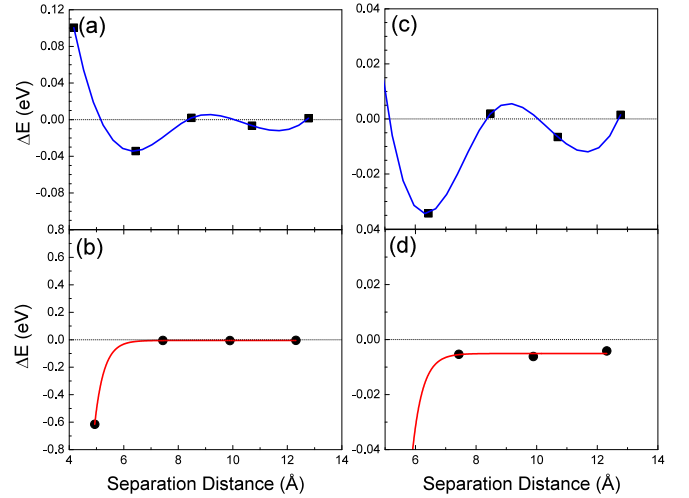 (a)
(c)
0.12
0.08
0.04
0.00
-0.04
-0.08
0.8
ΔE (eV)
0.04
0.02
0.00
-0.02
0.04
(b)
(d)
0.6
0.4
0.2
0.0
-0.2
-0.4
-0.6
-0.8
ΔE (eV)
0.02
0.00
-0.02
-0.04
4 6 8 10 12 14
6 8 10 12 14
Separation Distance (Å)
Separation Distance (Å)